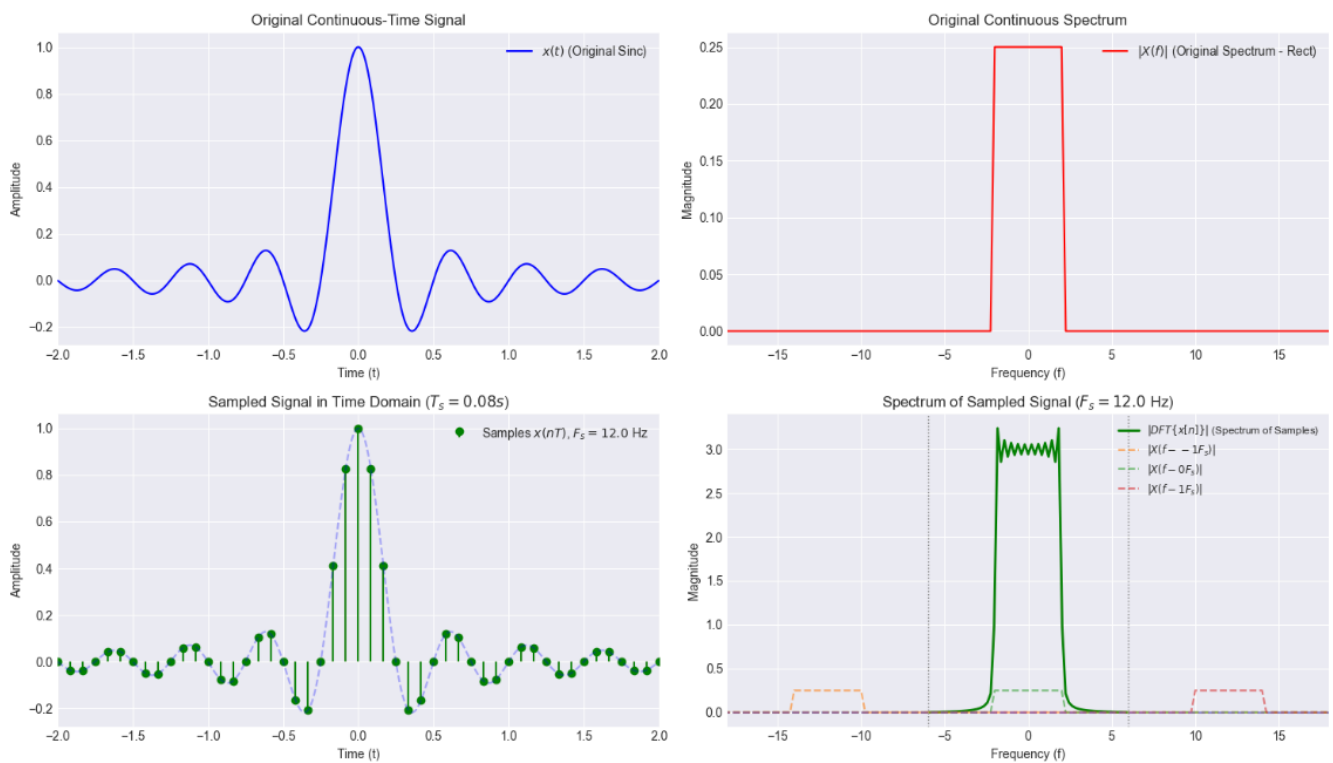 Original Continuous-Time Signal
x(t) (Original Sinc)
1.0
0.8
0.6
0.4
0.2
0.0
−0.2
Amplitude
−2.0 −1.5 −1.0 −0.5 0.0 0.5 1.0 1.5 2.0
Time (t)
Original Continuous Spectrum
|X(f)| (Original Spectrum - Rect)
0.25
0.20
0.15
0.10
0.05
0.00
Magnitude
−15 −10 −5 0 5 10 15
Frequency (f)
Sampled Signal in Time Domain (Tₛ = 0.08s)
Samples x(nT), Fₛ = 12.0 Hz
1.0
0.8
0.6
0.4
0.2
0.0
−0.2
Amplitude
−2.0 −1.5 −1.0 −0.5 0.0 0.5 1.0 1.5 2.0
Time (t)
Spectrum of Sampled Signal (Fₛ = 12.0 Hz)
|DFT{x[n]}| (Spectrum of Samples)
|X(f − −1Fₛ)|
|X(f − 0Fₛ)|
|X(f − 1Fₛ)|
3.0
2.5
2.0
1.5
1.0
0.5
0.0
Magnitude
−15 −10 −5 0 5 10 15
Frequency (f)